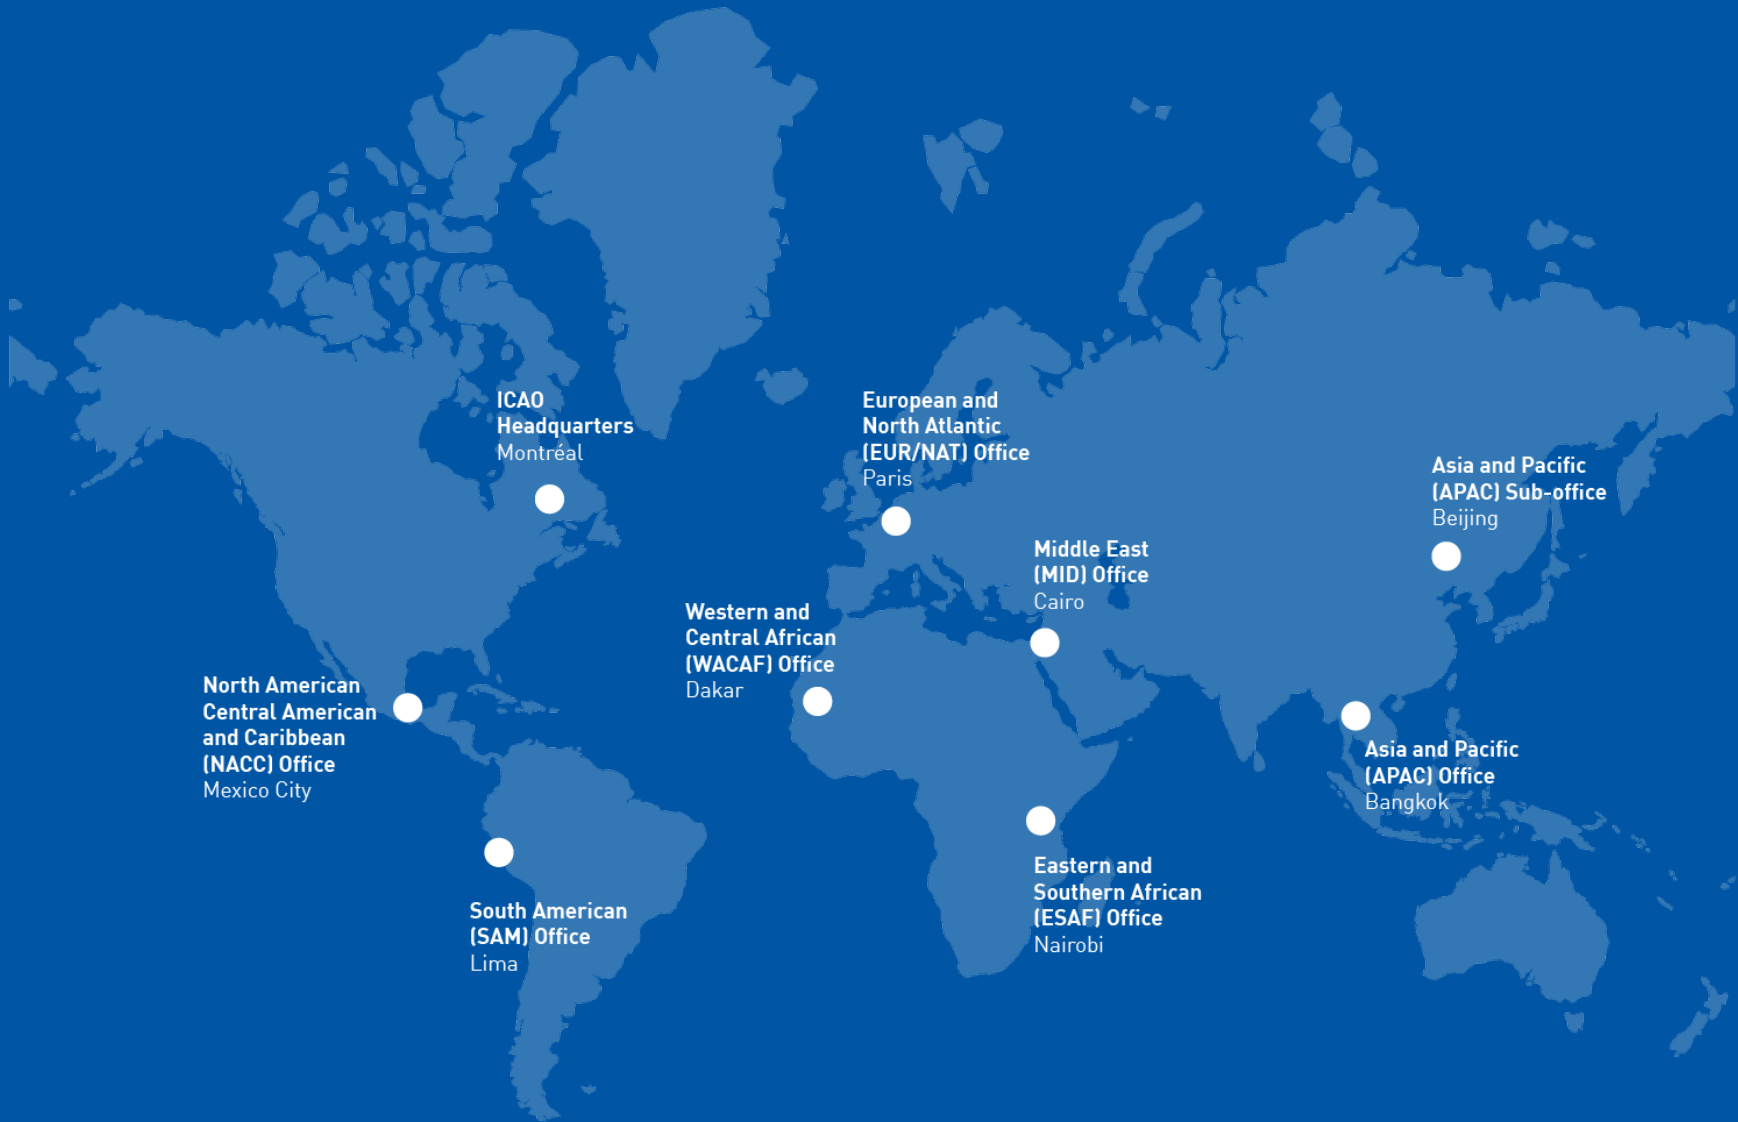 ICAO
Headquarters
Montréal
European and
North Atlantic
(EUR/NAT) Office
Paris
Asia and Pacific
(APAC) Sub-office
Beijing
Middle East
(MID) Office
Cairo
Western and
Central African
(WACAF) Office
Dakar
North American
Central American
and Caribbean
(NACC) Office
Mexico City
Asia and Pacific
(APAC) Office
Bangkok
Eastern and
Southern African
(ESAF) Office
Nairobi
South American
(SAM) Office
Lima